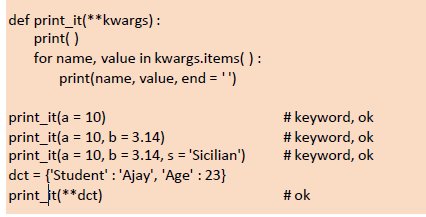 def print_it(**kwargs) :
print( )
for name, value in kwargs.items( ) :
print(name, value, end = ' ')
print_it(a = 10) # keyword, ok
print_it(a = 10, b = 3.14) # keyword, ok
print_it(a = 10, b = 3.14, s = 'Sicilian') # keyword, ok
dct = {'Student' : 'Ajay', 'Age' : 23}
print_it(**dct) # ok